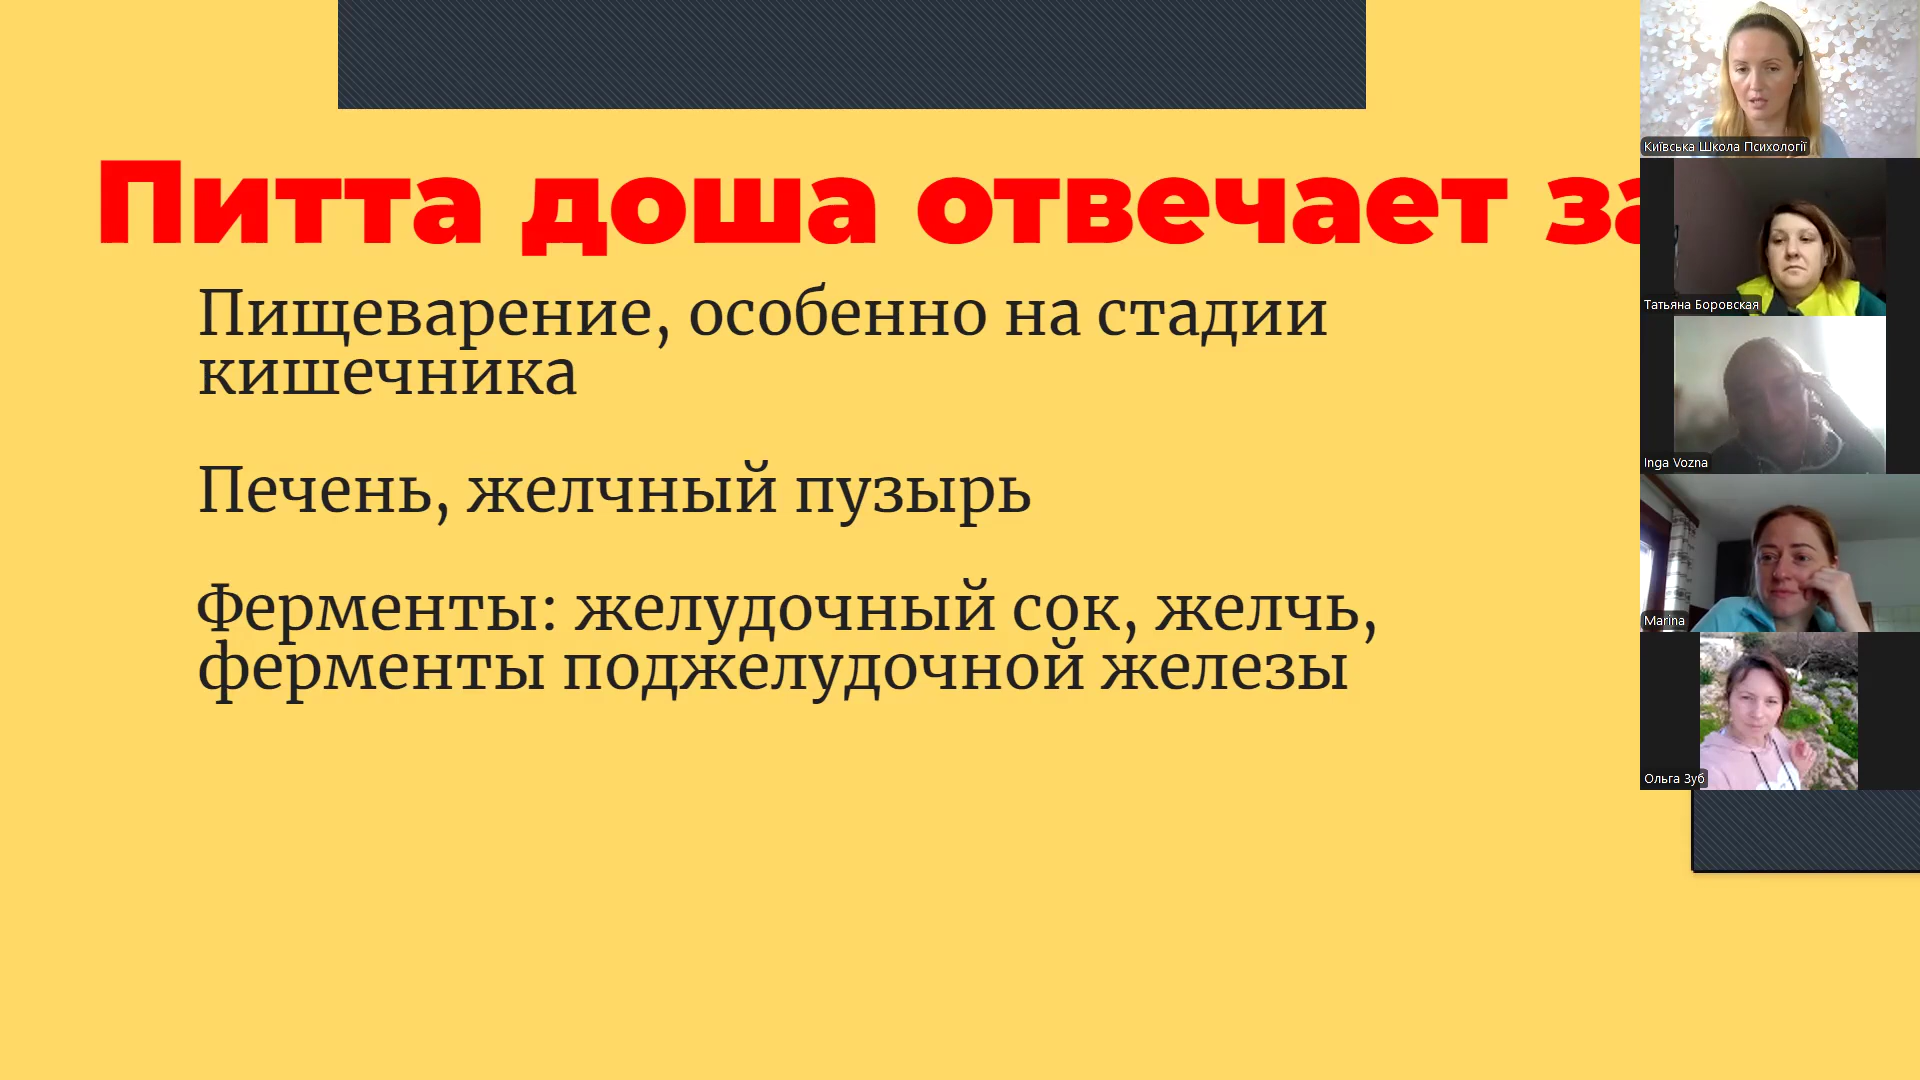 Питта доша отвечает за
Пищеварение, особенно на стадии
кишечника
Печень, желчный пузырь
Ферменты: желудочный сок, желчь,
ферменты поджелудочной железы
Київська Школа Психології
Татьяна Боровская
Inga Vozna
Marina
Ольга Зуб